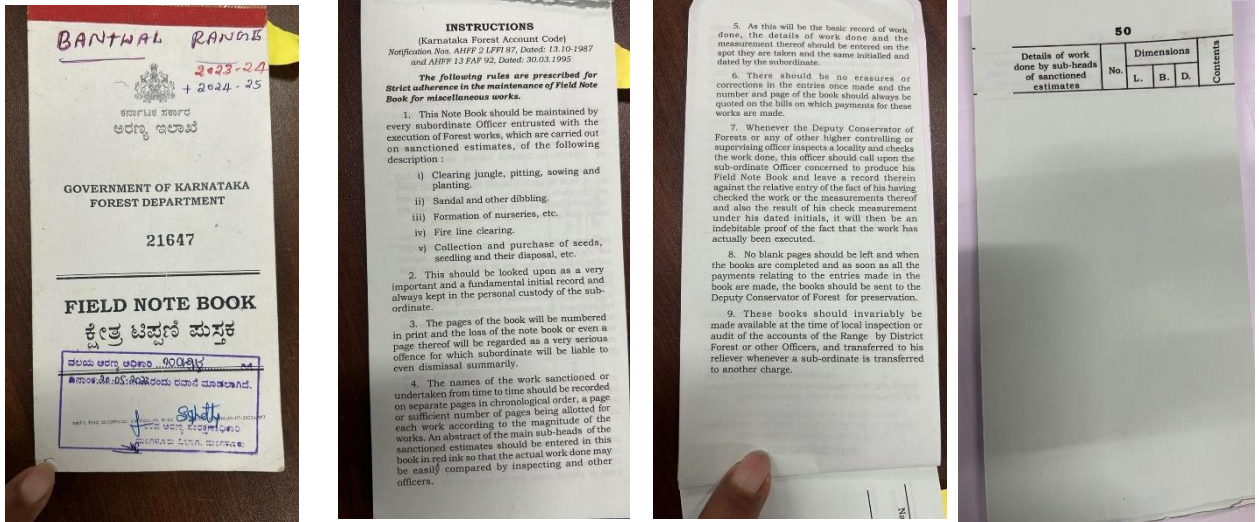 BANTWAL RANGE
2023-24
+ 2024-25
ಕರ್ನಾಟಕ ಸರ್ಕಾರ
ಅರಣ್ಯ ಇಲಾಖೆ
GOVERNMENT OF KARNATAKA
FOREST DEPARTMENT
21647
FIELD NOTE BOOK
ಕ್ಷೇತ್ರ ಟಿಪ್ಪಣಿ ಪುಸ್ತಕ
ವಲಯ ಅರಣ್ಯ ಅಧಿಕಾರಿ
ರಂದು ರವಾನೆ ಮಾಡಲಾಗಿದೆ.
INSTRUCTIONS
(Karnataka Forest Account Code)
Notification Nos. AHFF 2 LFFI 87, Dated: 13.10-1987
and AHFF 13 FAF 92, Dated: 30.03.1995
The following rules are prescribed for
Strict adherence in the maintenance of Field Note
Book for miscellaneous works.
1. This Note Book should be maintained by
every subordinate Officer entrusted with the
execution of Forest works, which are carried out
on sanctioned estimates, of the following
description :
i) Clearing jungle, pitting, sowing and
planting.
ii) Sandal and other dibbling.
iii) Formation of nurseries, etc.
iv) Fire line clearing.
v) Collection and purchase of seeds,
seedling and their disposal, etc.
2. This should be looked upon as a very
important and a fundamental initial record and
always kept in the personal custody of the sub-
ordinate.
3. The pages of the book will be numbered
in print and the loss of the note book or even a
page thereof will be regarded as a very serious
offence for which subordinate will be liable to
even dismissal summarily.
4. The names of the work sanctioned or
undertaken from time to time should be recorded
on separate pages in chronological order, a page
or sufficient number of pages being allotted for
each work according to the magnitude of the
works. An abstract of the main sub-heads of the
sanctioned estimates should be entered in this
book in red ink so that the actual work done may
be easily compared by inspecting and other
officers.
5. As this will be the basic record of work
done, the details of work done and the
measurement thereof should be entered on the
spot they are taken and the same initialled and
dated by the subordinate.
6. There should be no erasures or
corrections in the entries once made and the
number and page of the book should always be
quoted on the bills on which payments for these
works are made.
7. Whenever the Deputy Conservator of
Forests or any of other higher controlling or
supervising officer inspects a locality and checks
the work done, this officer should call upon the
sub-ordinate Officer concerned to produce his
Field Note Book and leave a record therein
against the relative entry of the fact of his having
checked the work or the measurements thereof
and also the result of his check measurement
under his dated initials, it will then be an
indebitable proof of the fact that the work has
actually been executed.
8. No blank pages should be left and when
the books are completed and as soon as all the
payments relating to the entries made in the
book are made, the books should be sent to the
Deputy Conservator of Forest for preservation.
9. These books should invariably be
made available at the time of local inspection or
audit of the accounts of the Range by District
Forest or other Officers, and transferred to his
reliever whenever a sub-ordinate is transferred
to another charge.
50
Details of work
done by sub-heads
of sanctioned
estimates
No.
Dimensions
L. B. D.
Contents